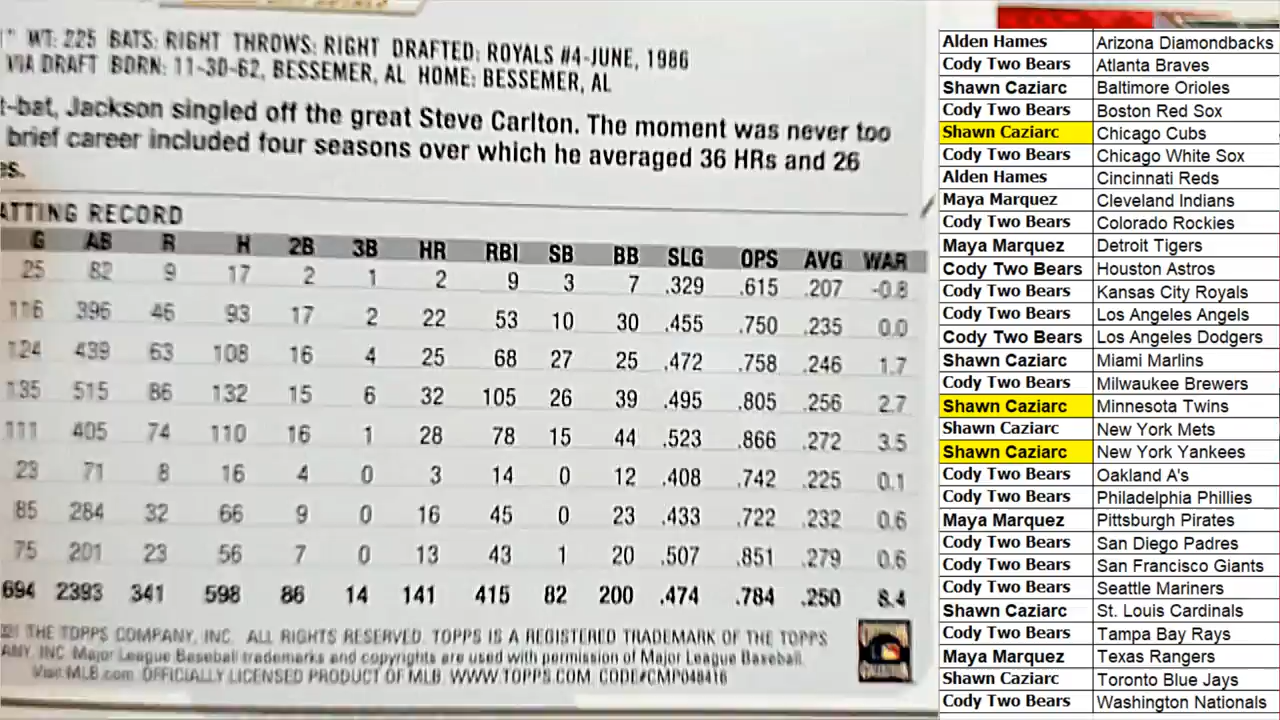 WT: 225 BATS: RIGHT THROWS: RIGHT DRAFTED: ROYALS #4-JUNE, 1986
VIA DRAFT BORN: 11-30-62, BESSEMER, AL HOME: BESSEMER, AL
t-bat, Jackson singled off the great Steve Carlton. The moment was never too
brief career included four seasons over which he averaged 36 HRs and 26
es.
ATTING RECORD
G AB R H 2B 3B HR RBI SB BB SLG OPS AVG WAR
25 82 9 17 2 1 2 9 3 7 .329 .615 .207 -0.8
116 396 46 93 17 2 22 53 10 30 .455 .750 .235 0.0
124 439 63 108 16 4 25 68 27 25 .472 .758 .246 1.7
135 515 86 132 15 6 32 105 26 39 .495 .805 .256 2.7
111 405 74 110 16 1 28 78 15 44 .523 .866 .272 3.5
23 71 8 16 4 0 3 14 0 12 .408 .742 .225 0.1
85 284 32 66 9 0 16 45 0 23 .433 .722 .232 0.6
75 201 23 56 7 0 13 43 1 20 .507 .851 .279 0.6
694 2393 341 598 86 14 141 415 82 200 .474 .784 .250 8.4
THE TOPPS COMPANY, INC. ALL RIGHTS RESERVED. TOPPS IS A REGISTERED TRADEMARK OF THE TOPPS
ANY, INC. Major League Baseball trademarks and copyrights are used with permission of Major League Baseball.
Visit MLB.com. OFFICIALLY LICENSED PRODUCT OF MLB. WWW.TOPPS.COM CODE#CMP048416
Alden Hames Arizona Diamondbacks
Cody Two Bears Atlanta Braves
Shawn Caziarc Baltimore Orioles
Cody Two Bears Boston Red Sox
Shawn Caziarc Chicago Cubs
Cody Two Bears Chicago White Sox
Alden Hames Cincinnati Reds
Maya Marquez Cleveland Indians
Cody Two Bears Colorado Rockies
Maya Marquez Detroit Tigers
Cody Two Bears Houston Astros
Cody Two Bears Kansas City Royals
Cody Two Bears Los Angeles Angels
Cody Two Bears Los Angeles Dodgers
Shawn Caziarc Miami Marlins
Cody Two Bears Milwaukee Brewers
Shawn Caziarc Minnesota Twins
Shawn Caziarc New York Mets
Shawn Caziarc New York Yankees
Cody Two Bears Oakland A's
Cody Two Bears Philadelphia Phillies
Maya Marquez Pittsburgh Pirates
Cody Two Bears San Diego Padres
Cody Two Bears San Francisco Giants
Cody Two Bears Seattle Mariners
Shawn Caziarc St. Louis Cardinals
Cody Two Bears Tampa Bay Rays
Maya Marquez Texas Rangers
Shawn Caziarc Toronto Blue Jays
Cody Two Bears Washington Nationals